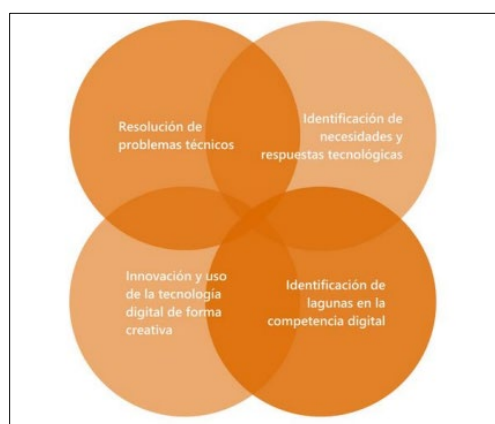 Resolución de
problemas técnicos
Identificación de
necesidades y
respuestas tecnológicas
Innovación y uso
de la tecnología
digital de forma
creativa
Identificación de
lagunas en la
competencia digital